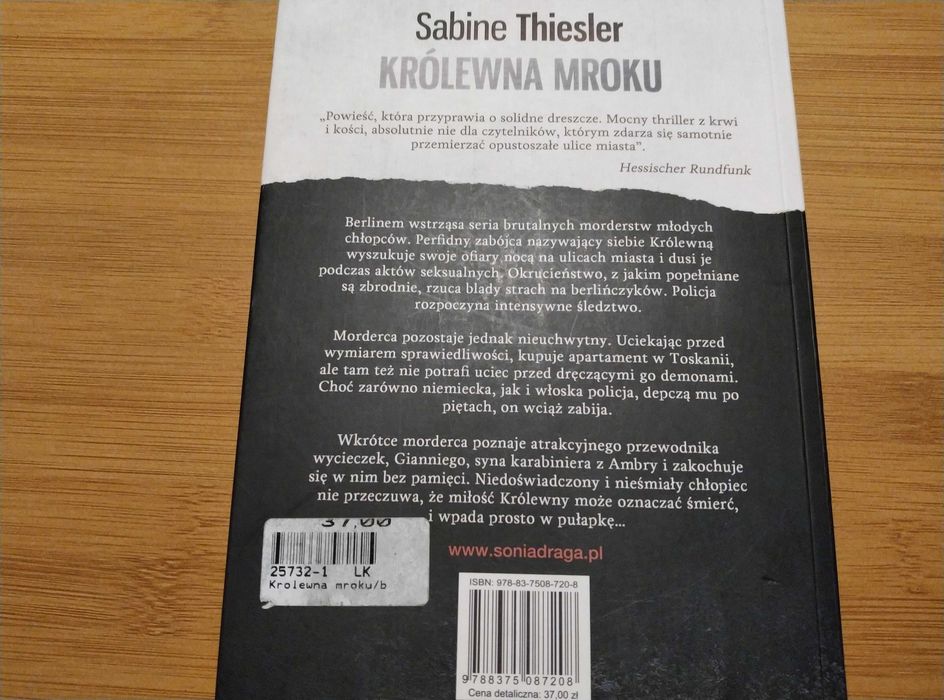 Sabine Thiesler
KRÓLEWNA MROKU
„Powieść, która przyprawia o solidne dreszcze. Mocny thriller z krwi
i kości, absolutnie nie dla czytelników, którym zdarza się samotnie
przemierzać opustoszałe ulice miasta”.
Hessischer Rundfunk
Berlinem wstrząsa seria brutalnych morderstw młodych
chłopców. Perfidny zabójca nazywający siebie Królewną
wyszukuje swoje ofiary nocą na ulicach miasta i dusi je
podczas aktów seksualnych. Okrucieństwo, z jakim popełniane
są zbrodnie, rzuca blady strach na berlińczyków. Policja
rozpoczyna intensywne śledztwo.
Morderca pozostaje jednak nieuchwytny. Uciekając przed
wymiarem sprawiedliwości, kupuje apartament w Toskanii,
ale tam też nie potrafi uciec przed dręczącymi go demonami.
Choć zarówno niemiecka, jak i włoska policja, depczą mu po
piętach, on wciąż zabija.
Wkrótce morderca poznaje atrakcyjnego przewodnika
wycieczek, Gianniego, syna karabiniera z Ambry i zakochuje
się w nim bez pamięci. Niedoświadczony i nieśmiały chłopiec
nie przeczuwa, że miłość Królewny może oznaczać śmierć,
i wpada prosto w pułapkę...
37,00
25732-1 LK
Krolewna mroku/b
www.soniadraga.pl
ISBN: 978-83-7508-720-8
9788375087208
Cena detaliczna: 37,00 zł